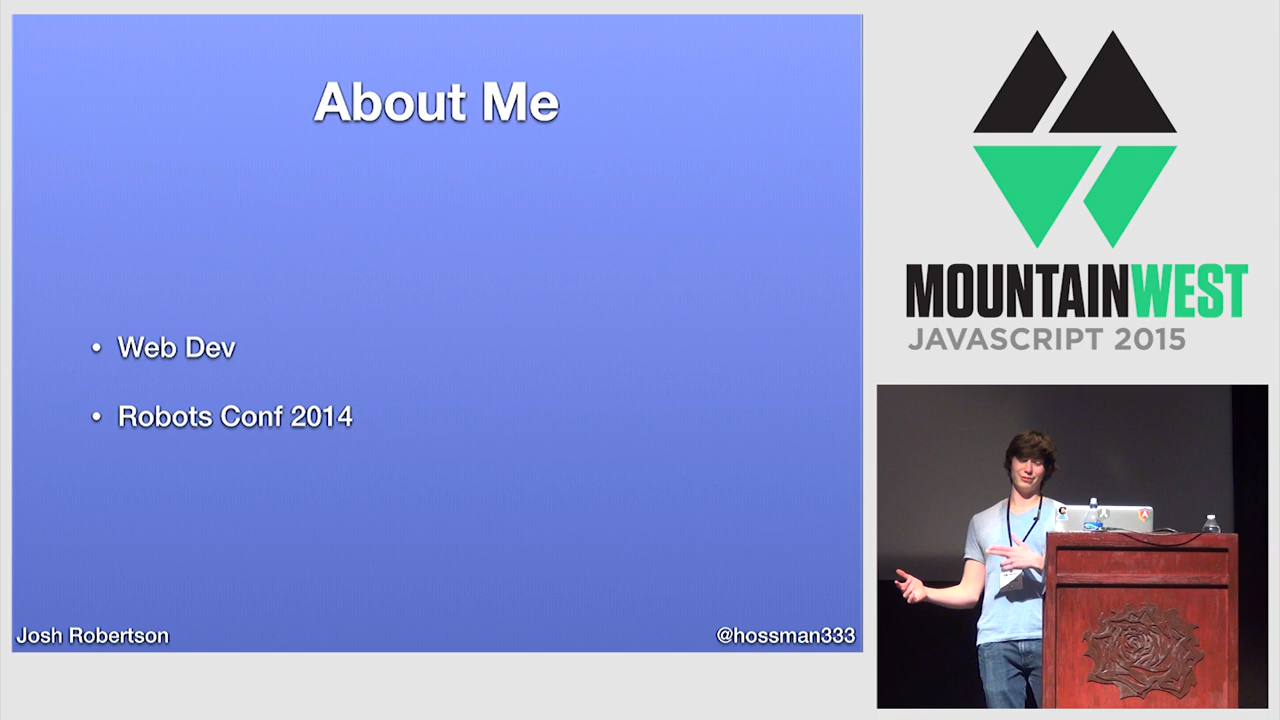 About Me
• Web Dev
• Robots Conf 2014
Josh Robertson
@hossman333
MOUNTAINWEST
JAVASCRIPT 2015